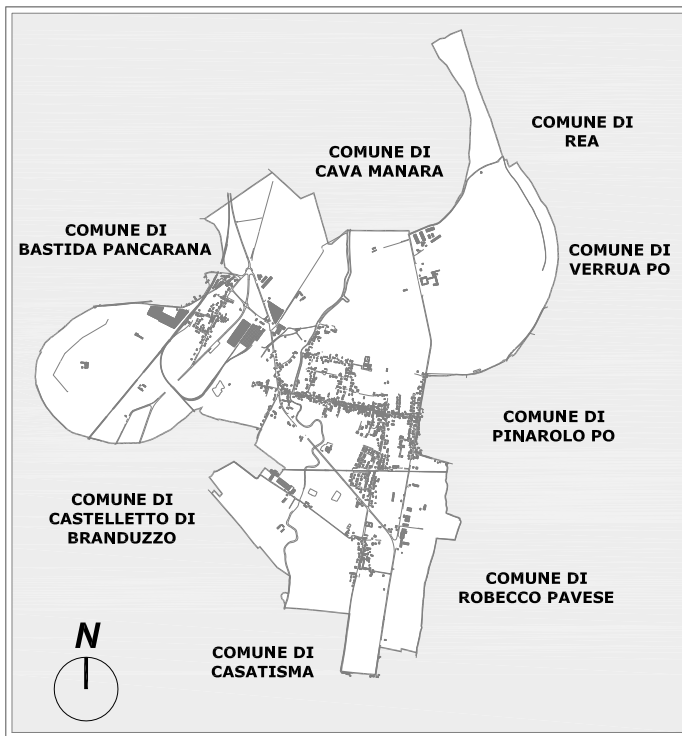 COMUNE DI
REA
COMUNE DI
CAVA MANARA
COMUNE DI
BASTIDA PANCARANA
COMUNE DI
VERRUA PO
COMUNE DI
PINAROLO PO
COMUNE DI
CASTELLETTO DI
BRANDUZZO
COMUNE DI
ROBECCO PAVESE
COMUNE DI
CASATISMA
N